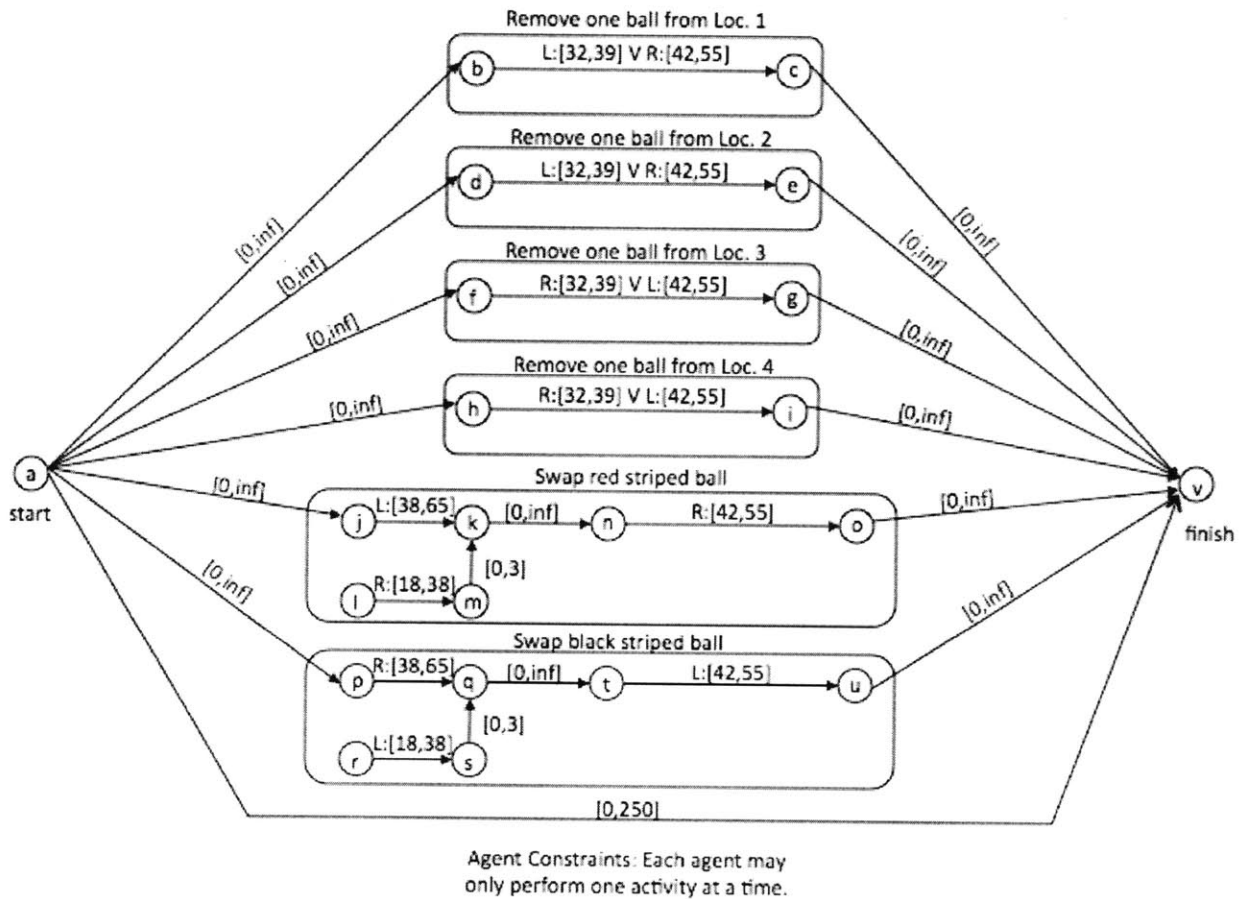 Remove one ball from Loc. 1
L:[32,39] V R:[42,55]
b
c
Remove one ball from Loc. 2
L:[32,39] V R:[42,55]
d
e
[0,inf]
[0,inf]
[0,inf]
[0,inf]
Remove one ball from Loc. 3
R:[32,39] V L:[42,55]
f
g
[0,inf]
[0,inf]
Remove one ball from Loc. 4
R:[32,39] V L:[42,55]
h
i
[0,inf]
[0,inf]
a
start
v
finish
Swap red striped ball
[0,inf]
L:[38,65]
[0,inf]
R:[42,55]
[0,inf]
j
k
n
o
R:[18,38]
[0,3]
l
m
[0,inf]
[0,inf]
Swap black striped ball
R:[38,65]
[0,inf]
L:[42,55]
p
q
t
u
L:[18,38]
[0,3]
r
s
[0,250]
Agent Constraints: Each agent may
only perform one activity at a time.